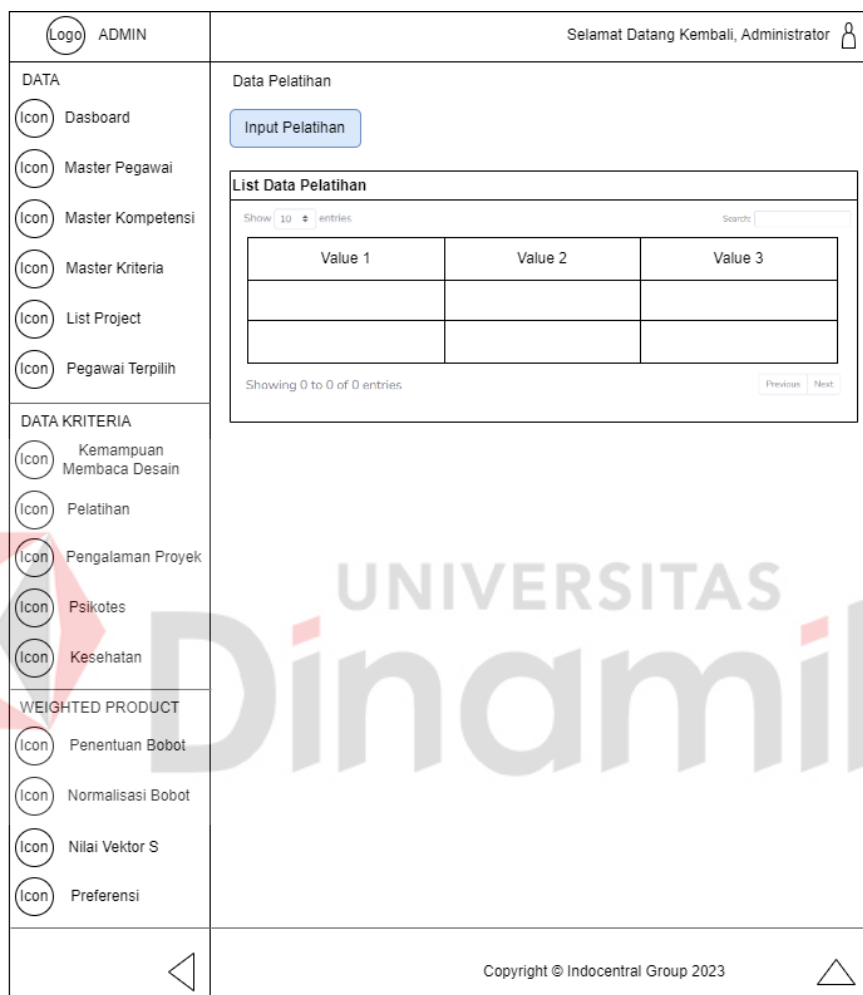 Logo ADMIN
Selamat Datang Kembali, Administrator
DATA
Icon Dasboard
Icon Master Pegawai
Icon Master Kompetensi
Icon Master Kriteria
Icon List Project
Icon Pegawai Terpilih
DATA KRITERIA
Icon Kemampuan
Membaca Desain
Icon Pelatihan
Icon Pengalaman Proyek
Icon Psikotes
Icon Kesehatan
WEIGHTED PRODUCT
Icon Penentuan Bobot
Icon Normalisasi Bobot
Icon Nilai Vektor S
Icon Preferensi
Data Pelatihan
Input Pelatihan
List Data Pelatihan
Show 10 entries
Search:
Value 1 Value 2 Value 3
Showing 0 to 0 of 0 entries
Previous Next
UNIVERSITAS
Dinami
Copyright © Indocentral Group 2023